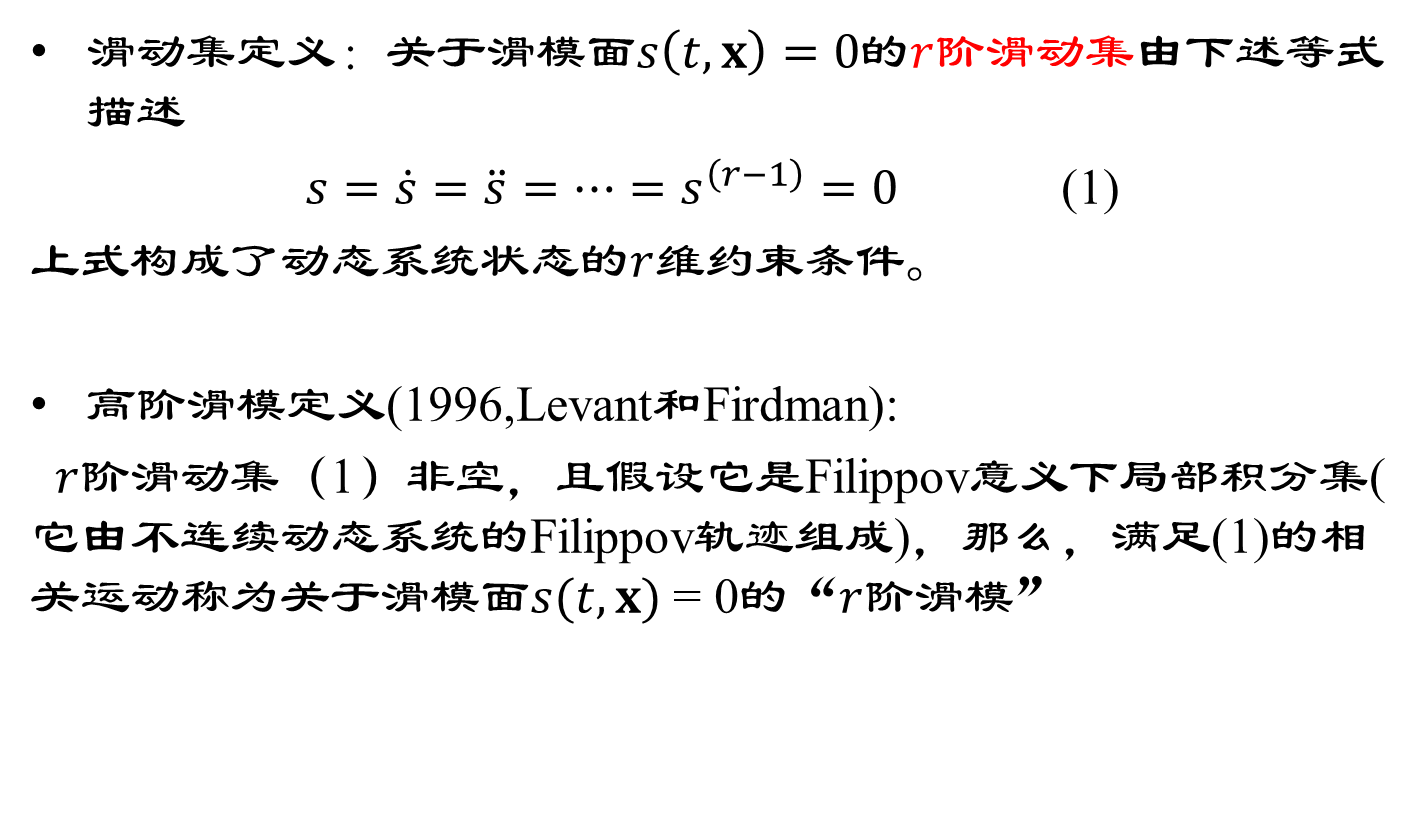 • 滑动集定义：关于滑模面𝑠(𝑡, 𝐱) = 0的𝑟阶滑动集由下述等式
描述
𝑠 = 𝑠̇ = 𝑠̈ = ⋯ = 𝑠^(𝑟−1) = 0 (1)
上式构成了动态系统状态的𝑟维约束条件。
• 高阶滑模定义(1996,Levant和Firdman):
𝑟阶滑动集（1）非空，且假设它是Filippov意义下局部积分集(
它由不连续动态系统的Filippov轨迹组成)，那么，满足(1)的相
关运动称为关于滑模面𝑠(𝑡, 𝐱) = 0的“𝑟阶滑模”